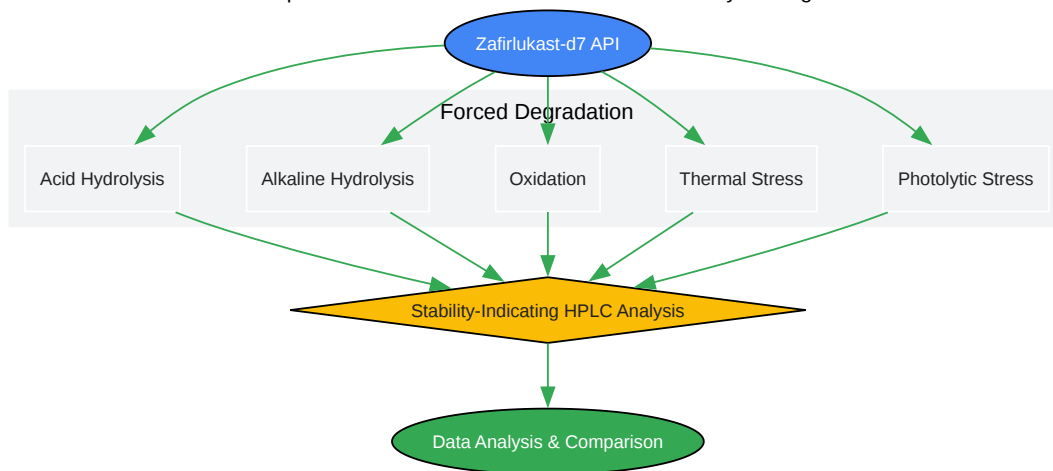 Zafirlukast-d7 API
Forced Degradation
Acid Hydrolysis
Alkaline Hydrolysis
Oxidation
Thermal Stress
Photolytic Stress
Stability-Indicating HPLC Analysis
Data Analysis & Comparison